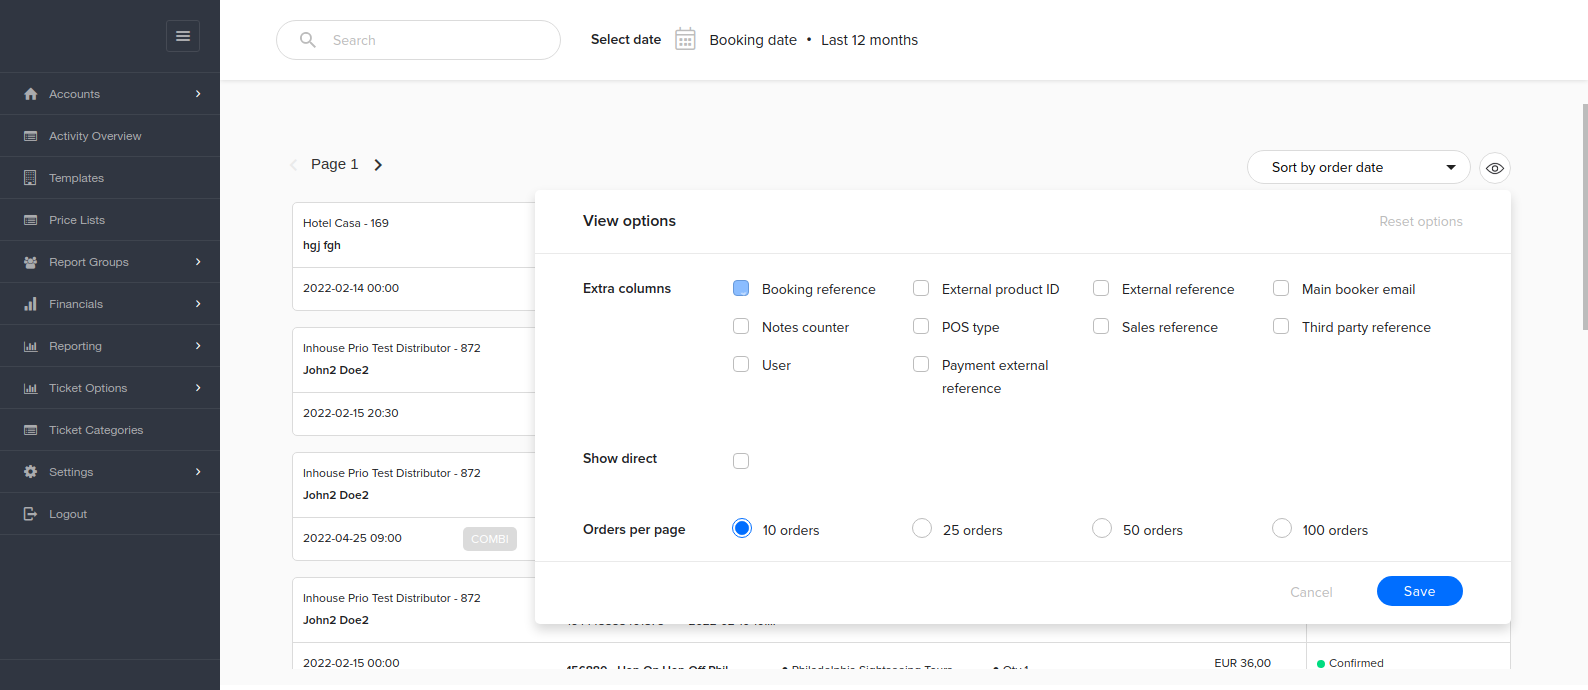 Search
Select date
Booking date • Last 12 months
Accounts
Activity Overview
Templates
Price Lists
Report Groups
Financials
Reporting
Ticket Options
Ticket Categories
Settings
Logout
Page 1
Sort by order date
Hotel Casa - 169
hgj fgh
2022-02-14 00:00
Inhouse Prio Test Distributor - 872
John2 Doe2
2022-02-15 20:30
Inhouse Prio Test Distributor - 872
John2 Doe2
2022-04-25 09:00
COMBI
Inhouse Prio Test Distributor - 872
John2 Doe2
2022-02-15 00:00
View options
Reset options
Extra columns
Booking reference
External product ID
External reference
Main booker email
Notes counter
POS type
Sales reference
Third party reference
User
Payment external
reference
Show direct
Orders per page
10 orders
25 orders
50 orders
100 orders
Cancel
Save
• Philadelphia Sightseeing Tours
• Qty 1
EUR 36,00
Confirmed